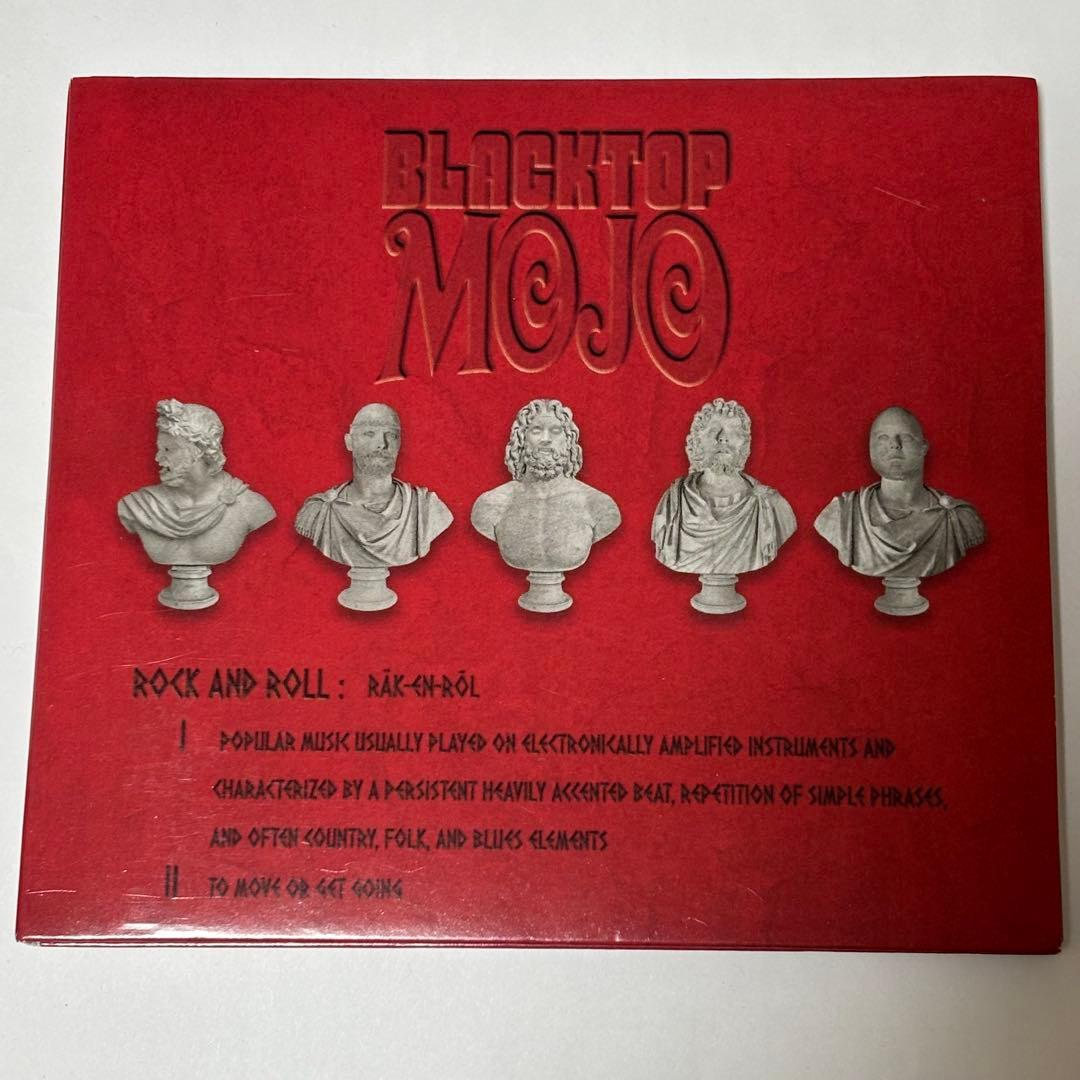 BLACKTOP
MOJO
ROCK AND ROLL : RÄK-EN-RŌL
I POPULAR MUSIC USUALLY PLAYED ON ELECTRONICALLY AMPLIFIED INSTRUMENTS AND
CHARACTERIZED BY A PERSISTENT HEAVILY ACCENTED BEAT, REPETITION OF SIMPLE PHRASES,
AND OFTEN COUNTRY, FOLK, AND BLUES ELEMENTS
II TO MOVE OR GET GOING